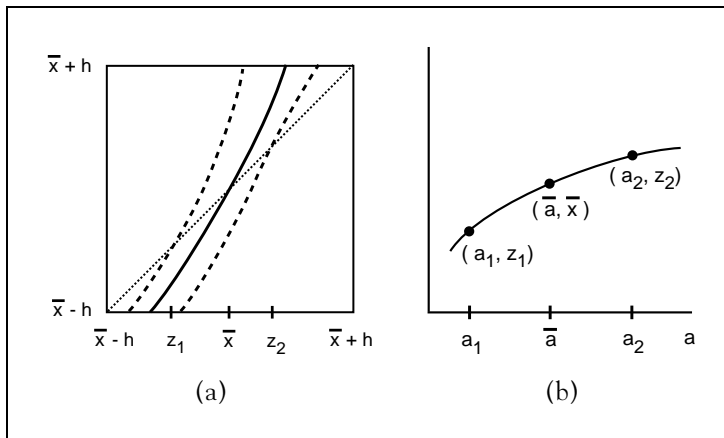 x̅ + h
x̅ - h
x̅ - h z₁ x̅ z₂ x̅ + h
(a)
(a₂, z₂)
(a̅, x̅)
(a₁, z₁)
a₁ a̅ a₂ a
(b)